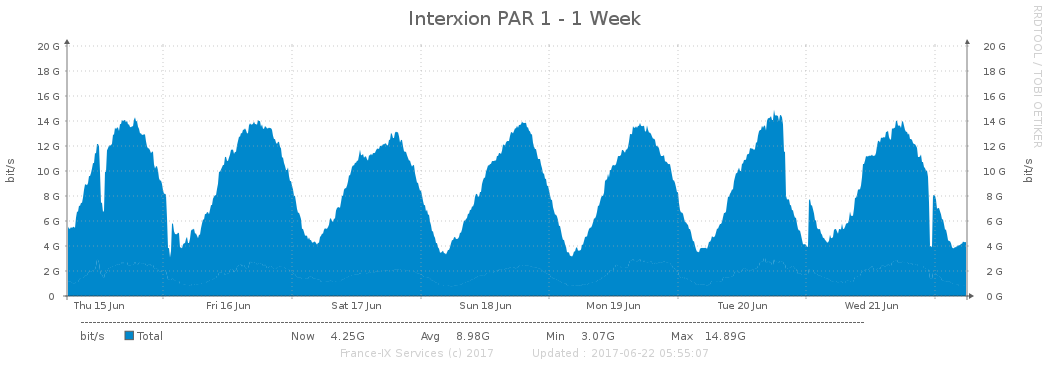 Interxion PAR 1 - 1 Week
RRDTOOL / TOBI OETIKER
bit/s
20 G 20 G
18 G 18 G
16 G 16 G
14 G 14 G
12 G 12 G
10 G 10 G
8 G 8 G
6 G 6 G
4 G 4 G
2 G 2 G
0 0 G
bit/s
Thu 15 Jun Fri 16 Jun Sat 17 Jun Sun 18 Jun Mon 19 Jun Tue 20 Jun Wed 21 Jun
bit/s Total Now 4.25G Avg 8.98G Min 3.07G Max 14.89G
France-IX Services (c) 2017 Updated : 2017-06-22 05:55:07